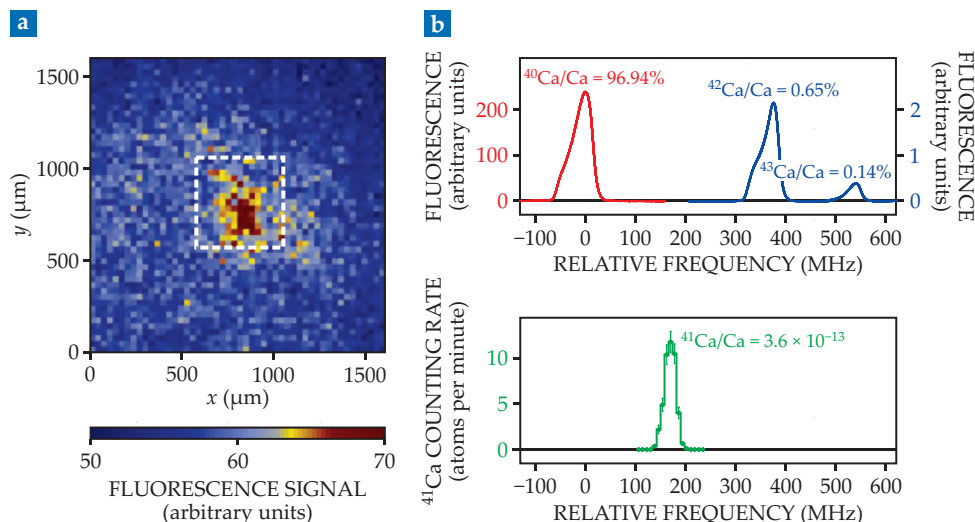 a
1500
1000
500
0
y (µm)
0
500
1000
1500
x (µm)
50
60
70
FLUORESCENCE SIGNAL
(arbitrary units)
b
FLUORESCENCE
(arbitrary units)
200
100
0
⁴⁰Ca/Ca = 96.94%
⁴²Ca/Ca = 0.65%
⁴³Ca/Ca = 0.14%
2
1
0
FLUORESCENCE
(arbitrary units)
−100 0 100 200 300 400 500 600
RELATIVE FREQUENCY (MHz)
⁴¹Ca COUNTING RATE
(atoms per minute)
10
5
0
⁴¹Ca/Ca = 3.6 × 10⁻¹³
−100 0 100 200 300 400 500 600
RELATIVE FREQUENCY (MHz)